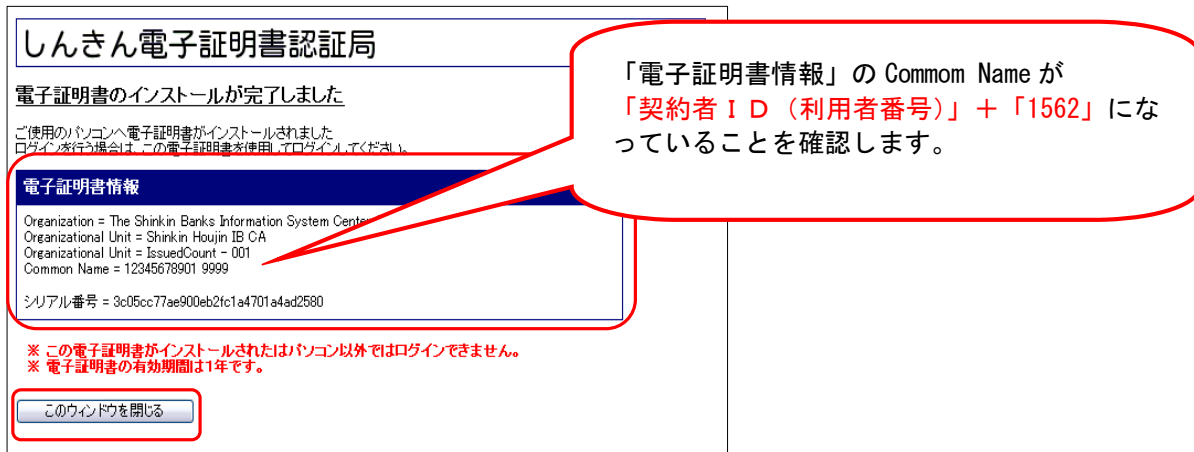 しんきん電子証明書認証局
電子証明書のインストールが完了しました
ご使用のパソコンへ電子証明書がインストールされました
ログインを行う場合は、この電子証明書を使用してログインしてください。
電子証明書情報
Organization = The Shinkin Banks Information System Center
Organizational Unit = Shinkin Houjin IB CA
Organizational Unit = IssuedCount - 001
Common Name = 12345678901 9999
シリアル番号 = 3c05cc77ae900eb2fc1a4701a4ad2580
※ この電子証明書がインストールされたはパソコン以外ではログインできません。
※ 電子証明書の有効期間は1年です。
このウィンドウを閉じる
「電子証明書情報」の Commom Name が
「契約者ＩＤ（利用者番号）」＋「1562」にな
っていることを確認します。